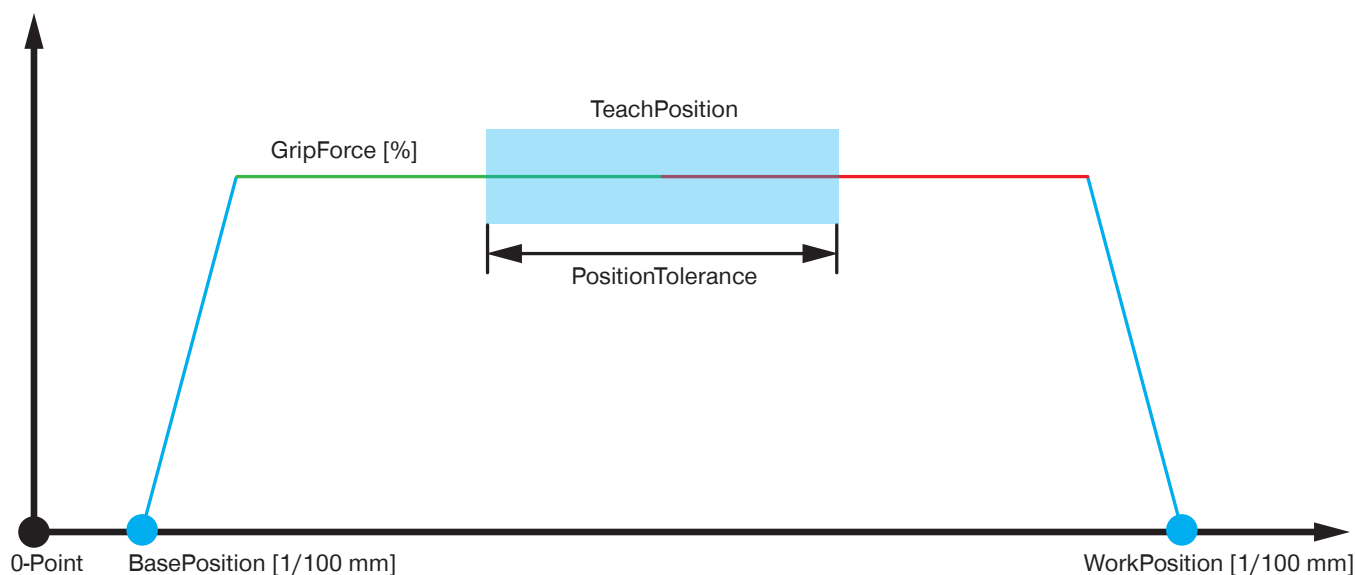 TeachPosition
GripForce [%]
PositionTolerance
0-Point
BasePosition [1/100 mm]
WorkPosition [1/100 mm]